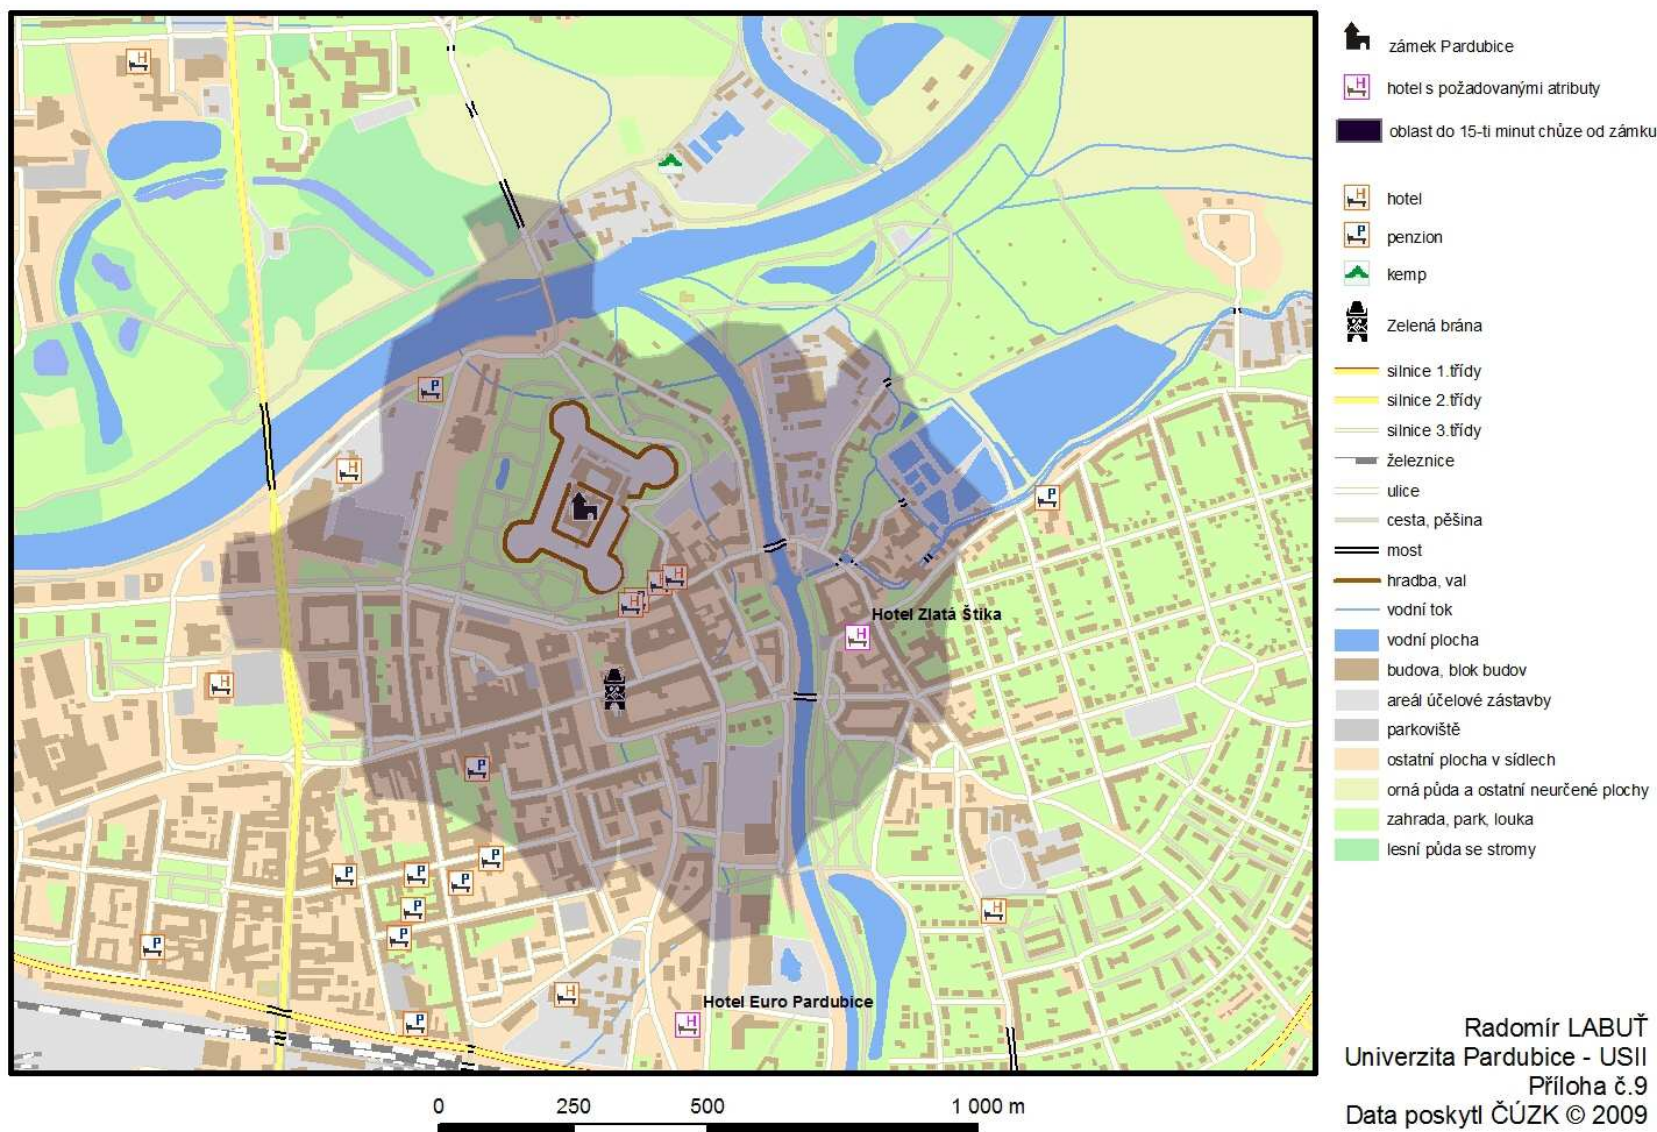 zámek Pardubice
hotel s požadovanými atributy
oblast do 15-ti minut chůze od zámku
hotel
penzion
kemp
Zelená brána
silnice 1.třídy
silnice 2.třídy
silnice 3.třídy
železnice
ulice
cesta, pěšina
most
hradba, val
vodní tok
vodní plocha
budova, blok budov
areál účelové zástavby
parkoviště
ostatní plocha v sídlech
orná půda a ostatní neurčené plochy
zahrada, park, louka
lesní půda se stromy
Hotel Zlatá Štika
Hotel Euro Pardubice
Radomír LABUŤ
Univerzita Pardubice - USII
Příloha č.9
Data poskytl ČÚZK © 2009
0 250 500 1 000 m